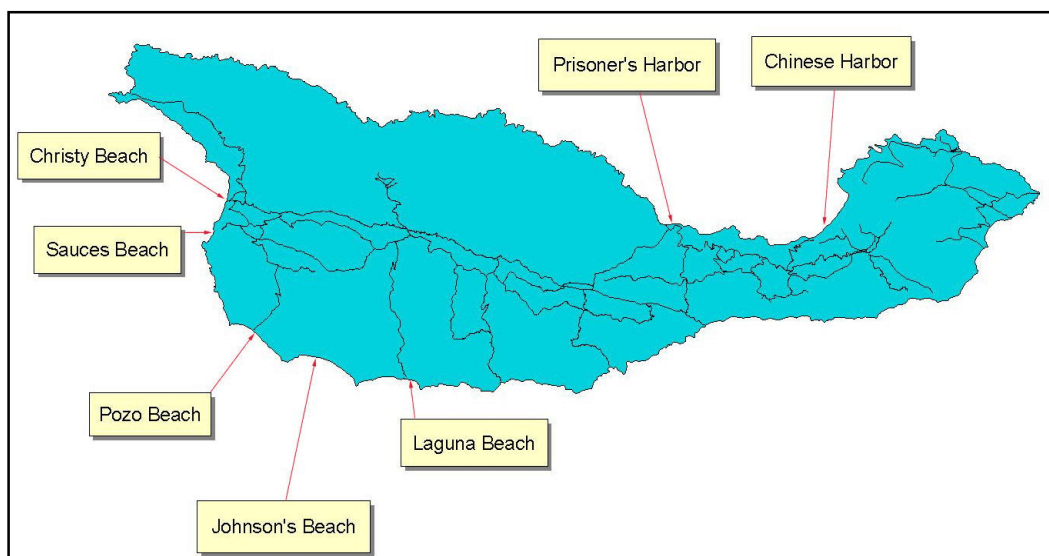 Prisoner's Harbor
Chinese Harbor
Christy Beach
Sauces Beach
Pozo Beach
Laguna Beach
Johnson's Beach